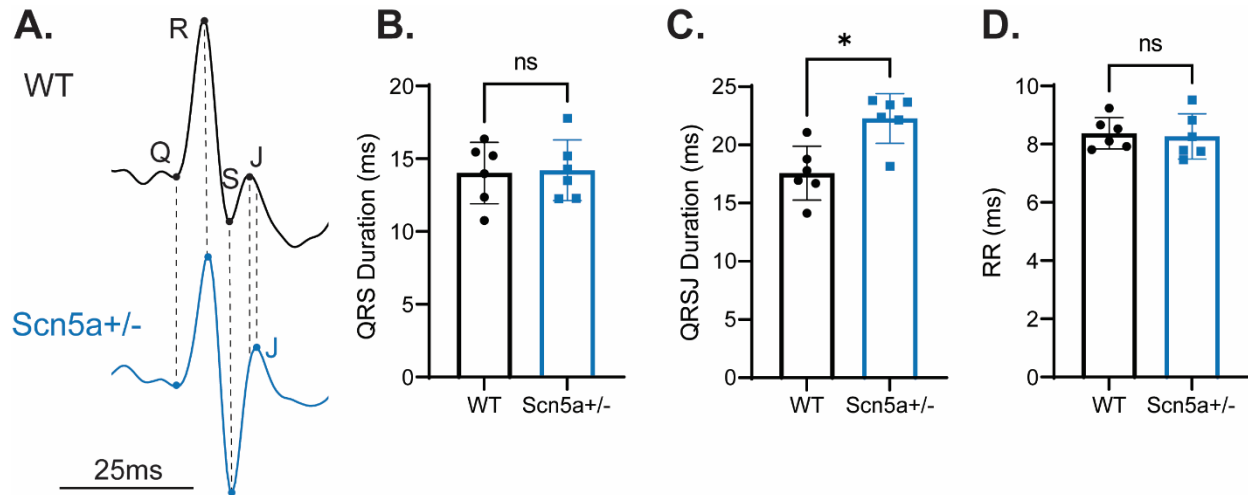 A.
WT
R
Q
S
J
Scn5a+/-
J
25ms
B.
ns
QRS Duration (ms)
20
15
10
5
0
WT Scn5a+/-
C.
*
QRSJ Duration (ms)
25
20
15
10
5
0
WT Scn5a+/-
D.
ns
RR (ms)
10
8
6
4
2
0
WT Scn5a+/-